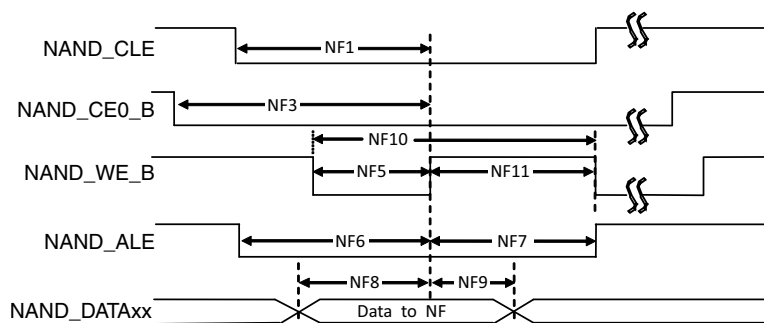 NAND_CLE
NF1
NAND_CE0_B
NF3
NF10
NAND_WE_B
NF5
NF11
NAND_ALE
NF6
NF7
NF8
NF9
NAND_DATAxx
Data to NF